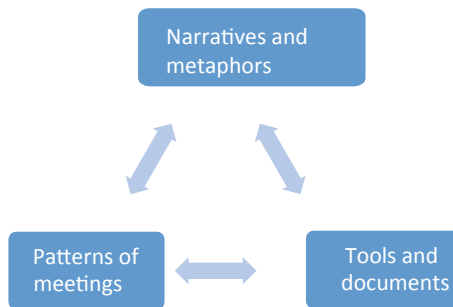 Narratives and
metaphors
Patterns of
meetings
Tools and
documents